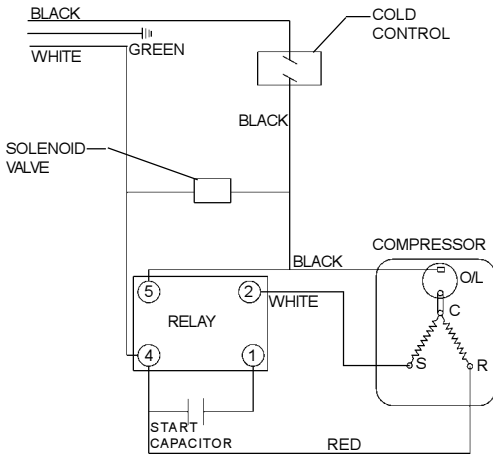 BLACK
GREEN
WHITE
COLD
CONTROL
BLACK
SOLENOID
VALVE
COMPRESSOR
BLACK
O/L
5
2
WHITE
C
RELAY
4
1
S
R
START
CAPACITOR
RED